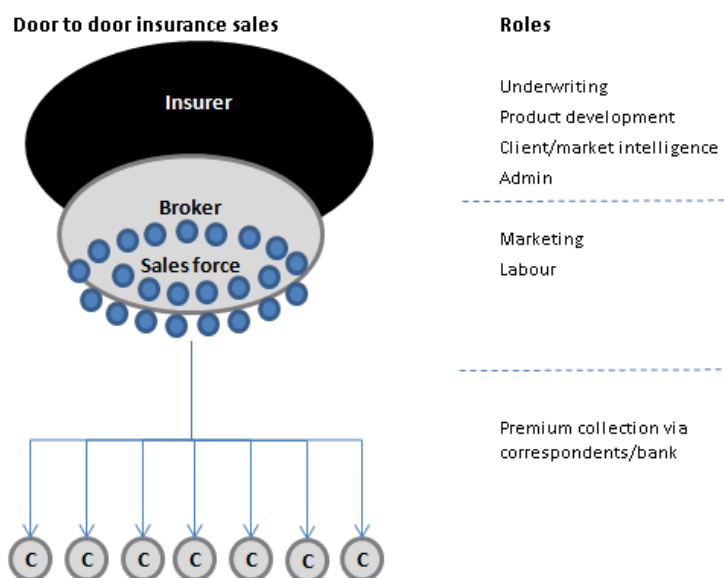 Door to door insurance sales
Roles
Insurer
Underwriting
Product development
Client/market intelligence
Admin
Broker
Sales force
Marketing
Labour
Premium collection via
correspondents/bank
C C C C C C C